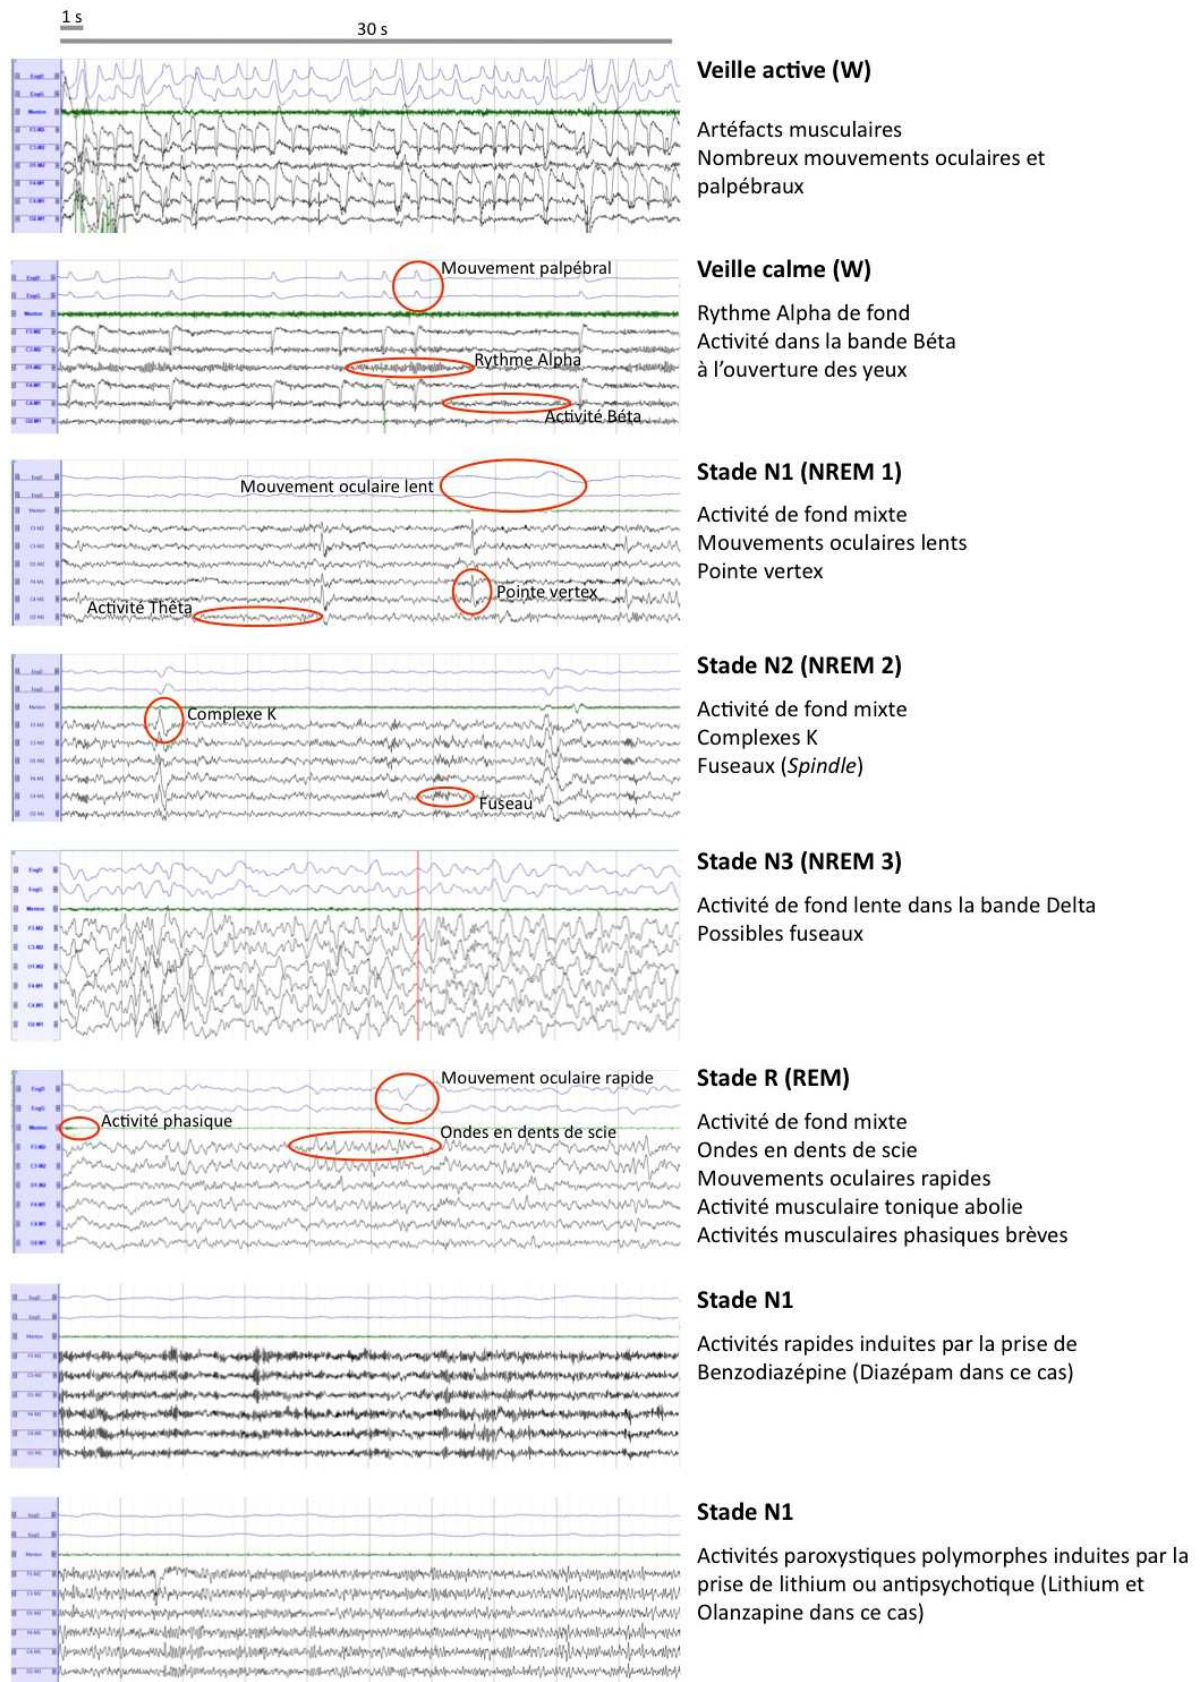 1 s
30 s
Veille active (W)
Artéfacts musculaires
Nombreux mouvements oculaires et
palpébraux
Veille calme (W)
Mouvement palpébral
Rythme Alpha de fond
Activité dans la bande Béta
à l'ouverture des yeux
Rythme Alpha
Activité Béta
Stade N1 (NREM 1)
Mouvement oculaire lent
Activité de fond mixte
Mouvements oculaires lents
Pointe vertex
Pointe vertex
Activité Thêta
Stade N2 (NREM 2)
Activité de fond mixte
Complexes K
Fuseaux (Spindle)
Complexe K
Fuseau
Stade N3 (NREM 3)
Activité de fond lente dans la bande Delta
Possibles fuseaux
Stade R (REM)
Mouvement oculaire rapide
Activité phasique
Ondes en dents de scie
Activité de fond mixte
Ondes en dents de scie
Mouvements oculaires rapides
Activité musculaire tonique abolie
Activités musculaires phasiques brèves
Stade N1
Activités rapides induites par la prise de
Benzodiazépine (Diazépam dans ce cas)
Stade N1
Activités paroxystiques polymorphes induites par la
prise de lithium ou antipsychotique (Lithium et
Olanzapine dans ce cas)